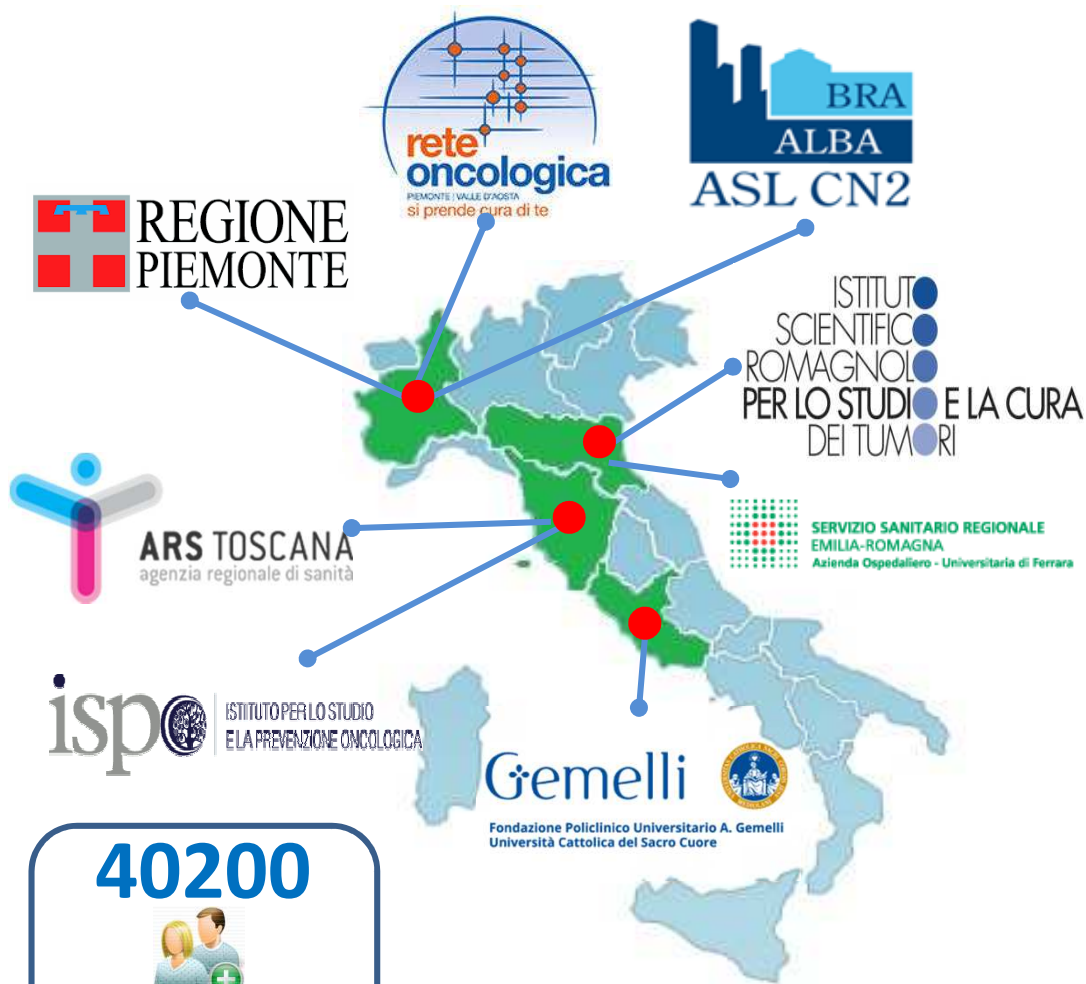 rete
oncologica
PIEMONTE | VALLE D'AOSTA
si prende cura di te
BRA
ALBA
ASL CN2
REGIONE
PIEMONTE
ISTITUTO
SCIENTIFICO
ROMAGNOLO
PER LO STUDIO E LA CURA
DEI TUMORI
ARS TOSCANA
agenzia regionale di sanità
SERVIZIO SANITARIO REGIONALE
EMILIA-ROMAGNA
Azienda Ospedaliero - Universitaria di Ferrara
ispo
ISTITUTO PER LO STUDIO
E LA PREVENZIONE ONCOLOGICA
Gemelli
Fondazione Policlinico Universitario A. Gemelli
Università Cattolica del Sacro Cuore
40200